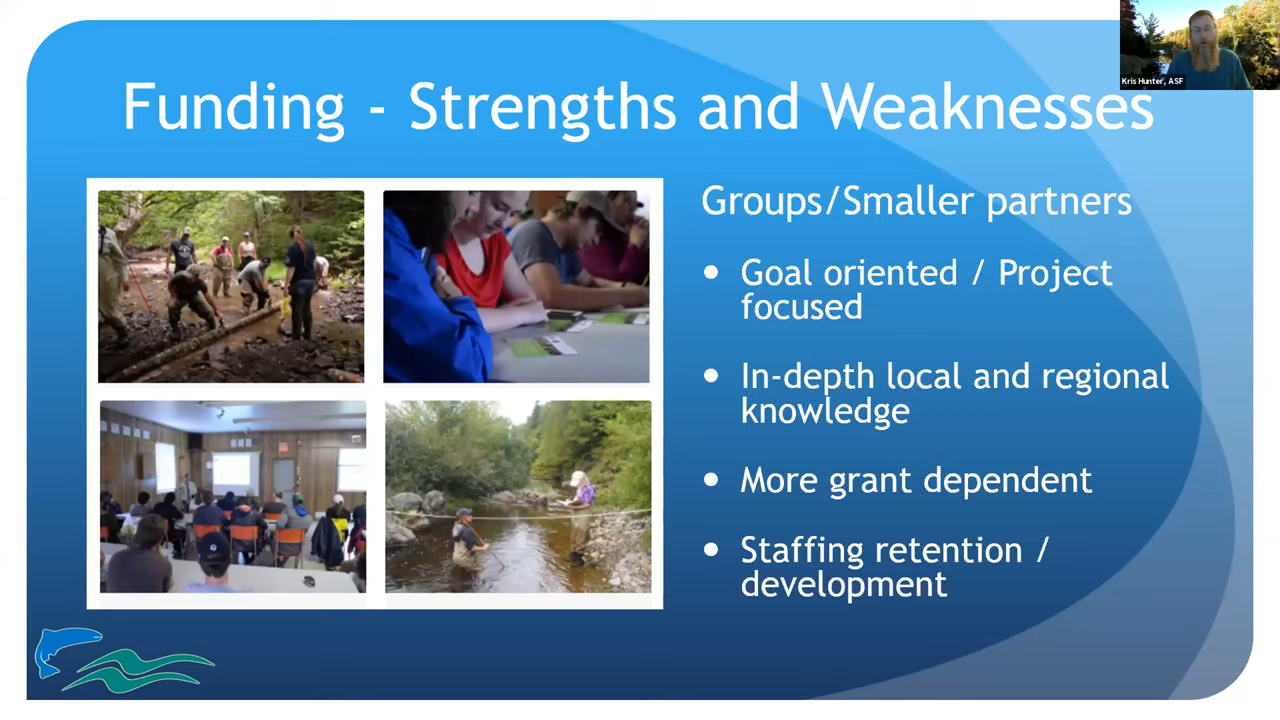 Kris Hunter, ASF
Funding - Strengths and Weaknesses
Groups/Smaller partners
• Goal oriented / Project
focused
• In-depth local and regional
knowledge
• More grant dependent
• Staffing retention /
development